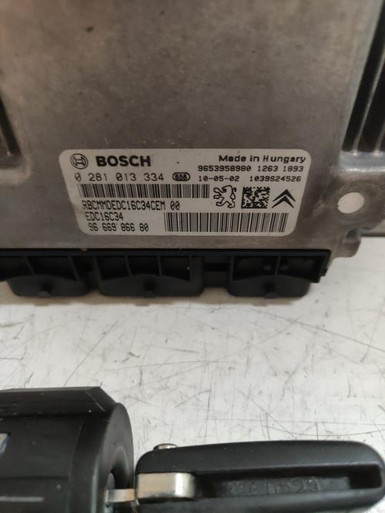 BOSCH
Made in Hungary
9653958980 1263 1893
0 281 013 334 10-05-02 1039S24526
RBCMMDEDC16C34CEM 00
EDC16C34
96 669 866 80